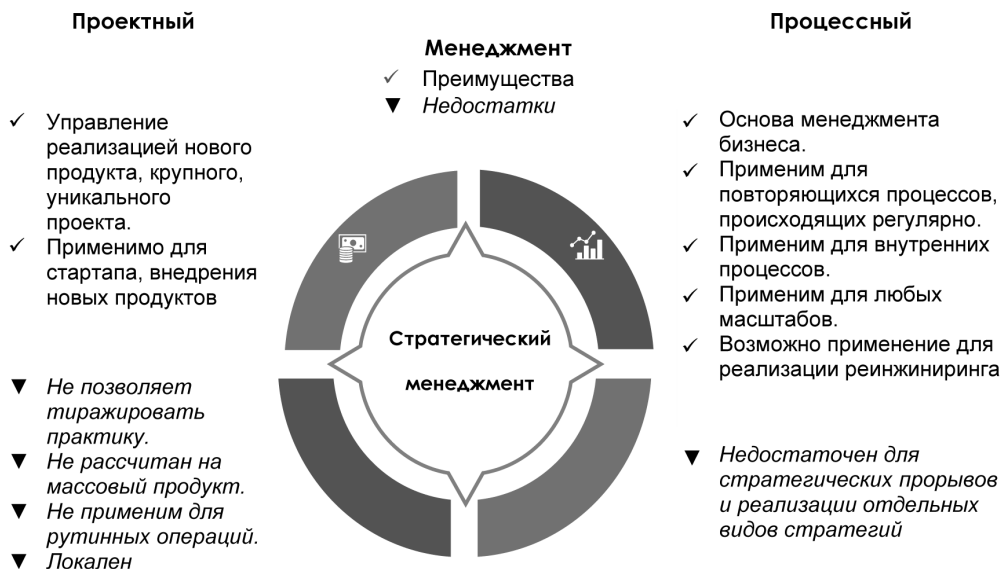 Проектный
Управление
реализацией нового
продукта, крупного,
уникального
проекта.
Применимо для
стартапа, внедрения
новых продуктов
Не позволяет
тиражировать
практику.
Не рассчитан на
массовый продукт.
Не применим для
рутинных операций.
Локален
Менеджмент
Преимущества
Недостатки
Стратегический
менеджмент
Процессный
Основа менеджмента
бизнеса.
Применим для
повторяющихся процессов,
происходящих регулярно.
Применим для внутренних
процессов.
Применим для любых
масштабов.
Возможно применение для
реализации реинжиниринга
Недостаточен для
стратегических прорывов
и реализации отдельных
видов стратегий